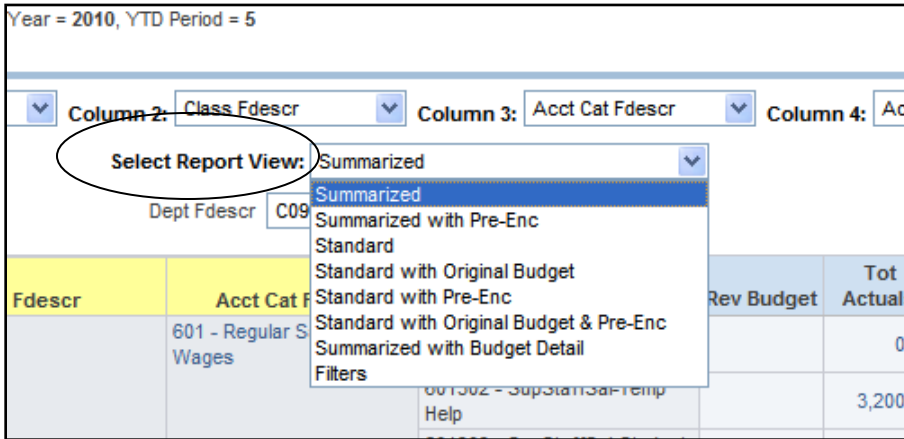 Year = 2010, YTD Period = 5
Column 2: Class Fdescr Column 3: Acct Cat Fdescr Column 4: Ac
Select Report View: Summarized
Summarized
Dept Fdescr C09
Summarized with Pre-Enc
Standard
Standard with Original Budget
Standard with Pre-Enc
Standard with Original Budget & Pre-Enc
Summarized with Budget Detail
Filters
Fdescr Acct Cat F Rev Budget Tot Actual
601 - Regular S
Wages 0
Help 3,200